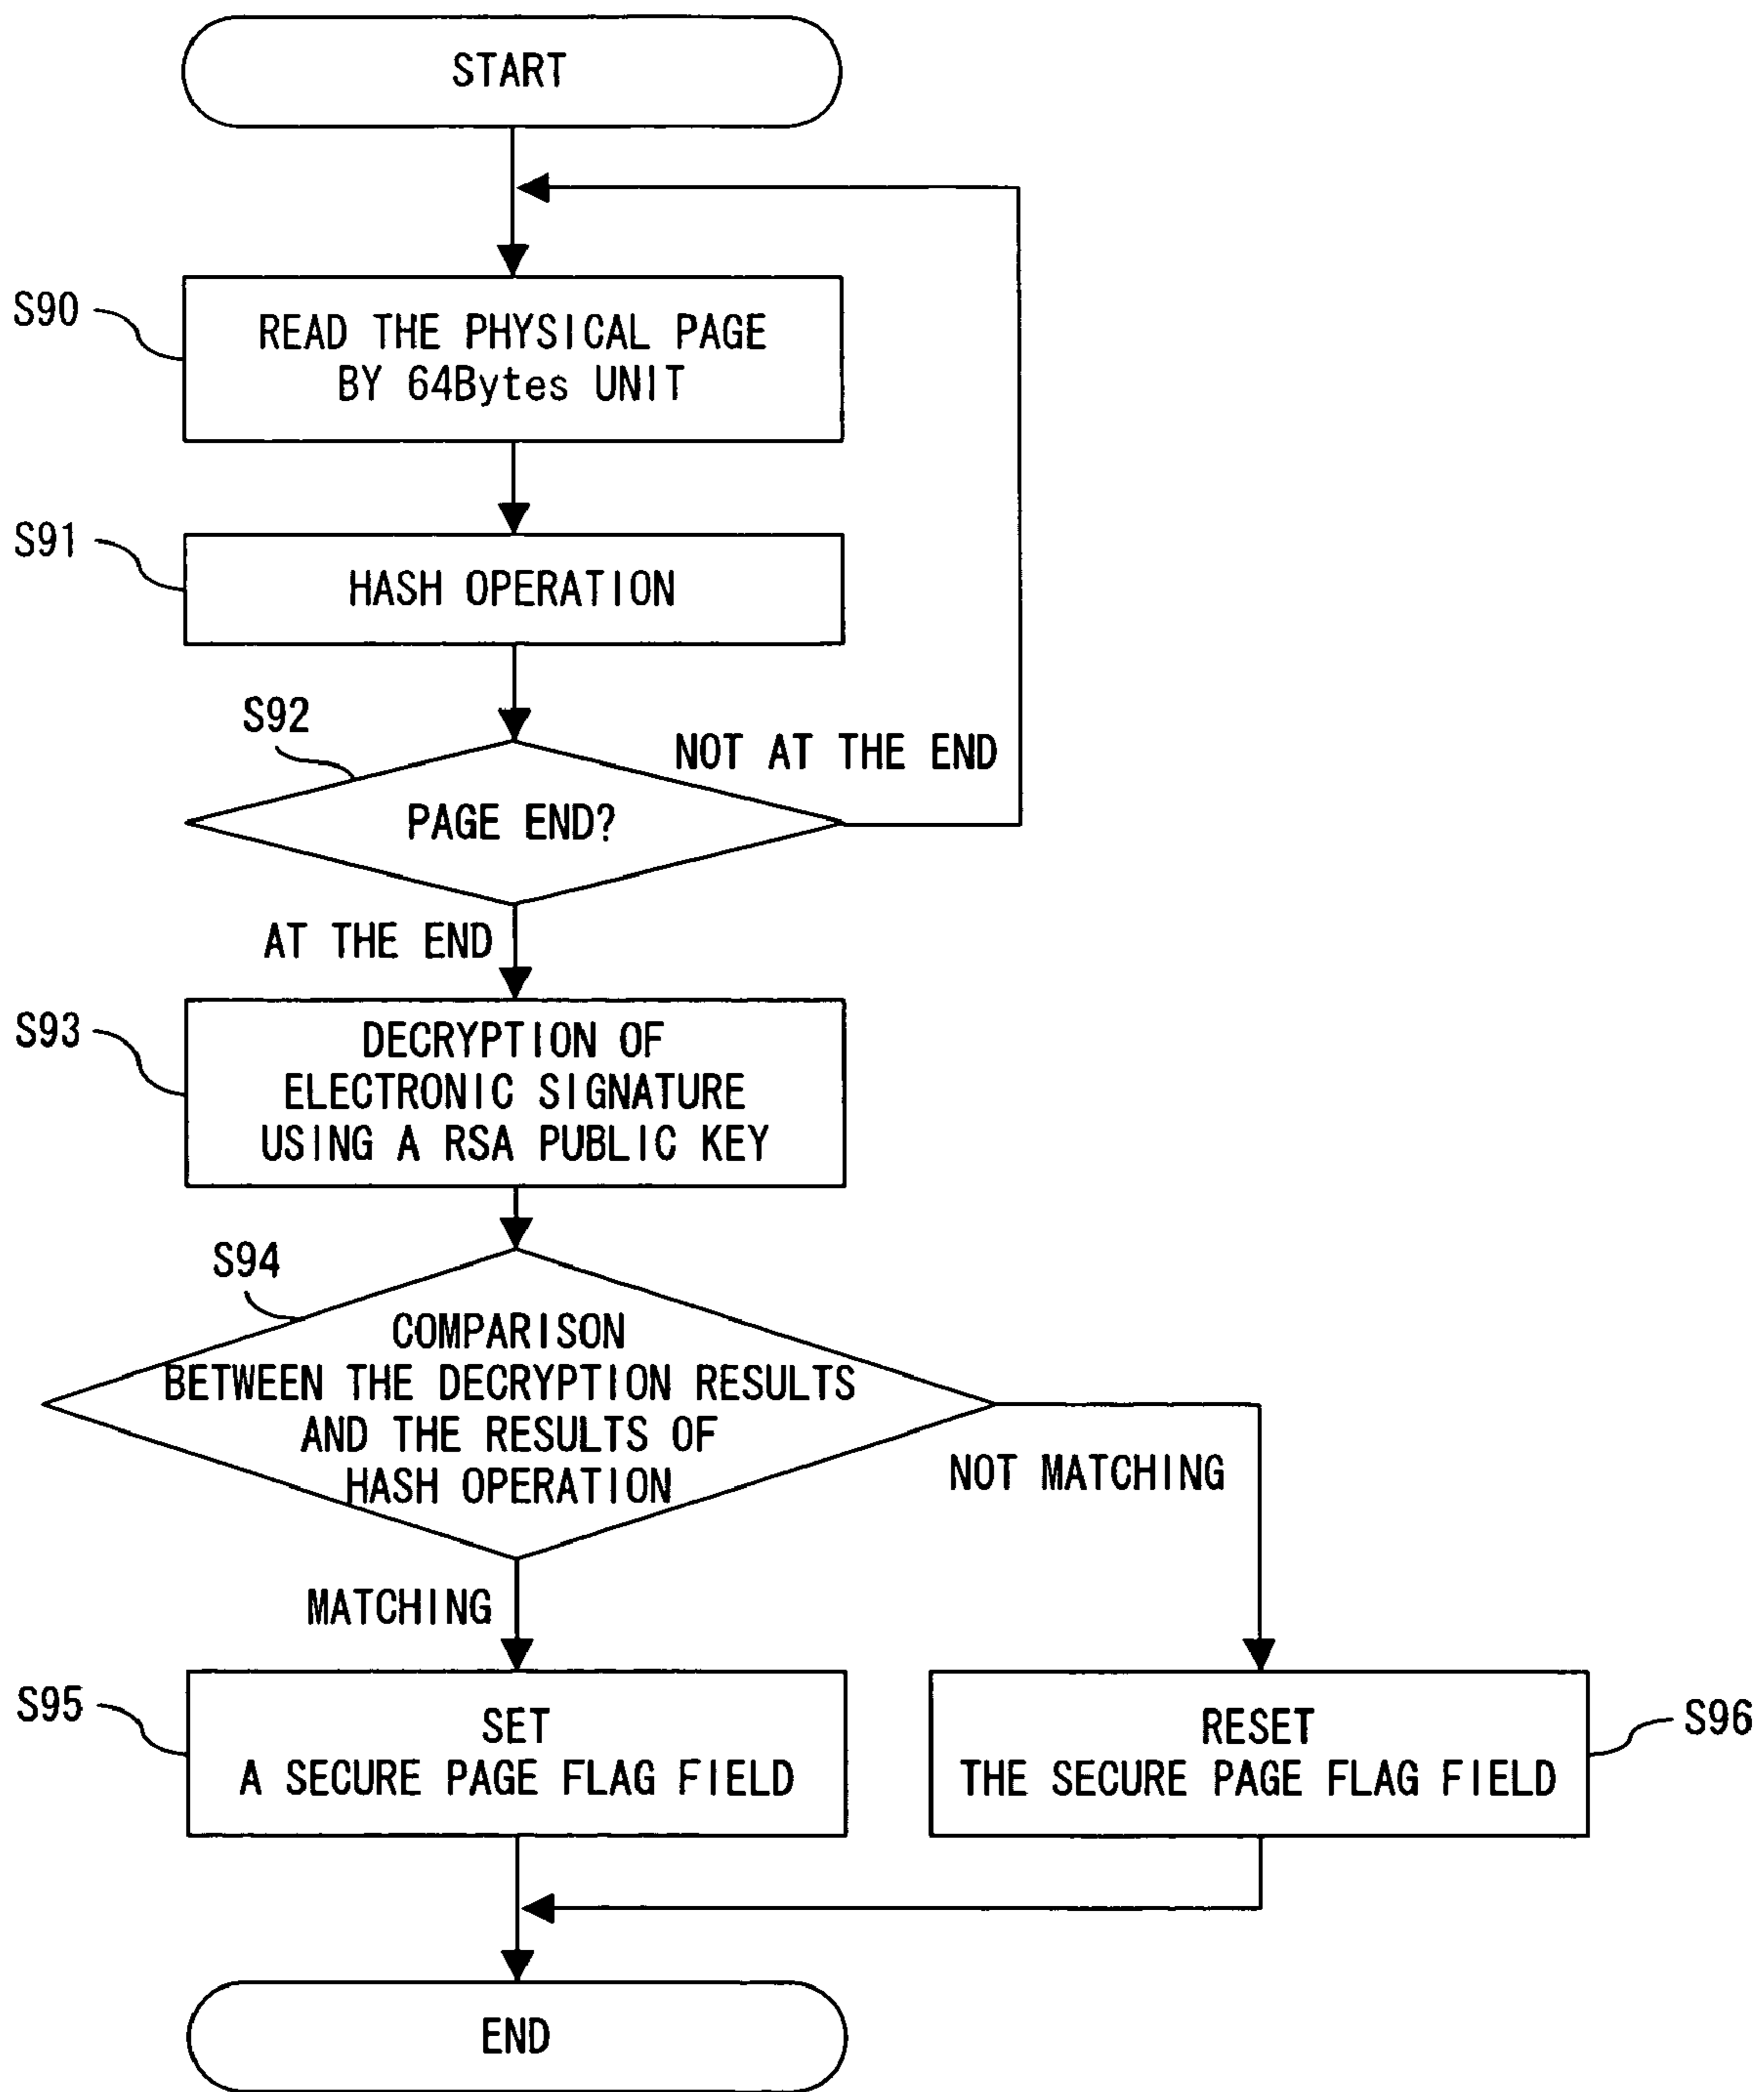 START
S90
READ THE PHYSICAL PAGE
BY 64Bytes UNIT
S91
HASH OPERATION
S92
NOT AT THE END
PAGE END?
AT THE END
S93
DECRYPTION OF
ELECTRONIC SIGNATURE
USING A RSA PUBLIC KEY
S94
COMPARISON
BETWEEN THE DECRYPTION RESULTS
AND THE RESULTS OF
HASH OPERATION
NOT MATCHING
MATCHING
S95
SET
A SECURE PAGE FLAG FIELD
RESET
THE SECURE PAGE FLAG FIELD
S96
END